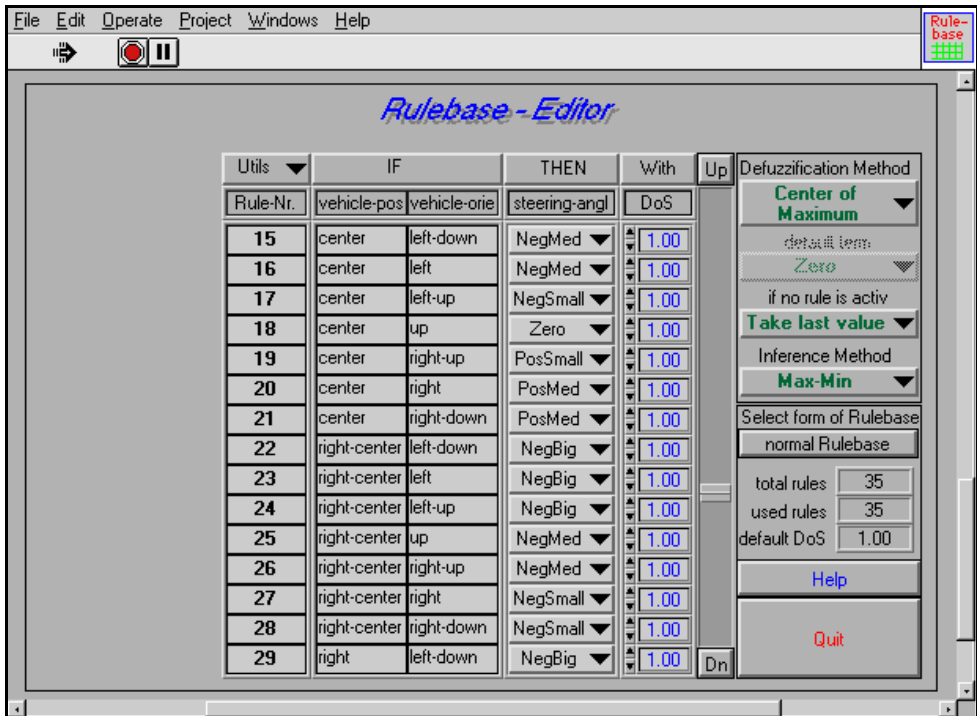 File Edit Operate Project Windows Help
Rule-
base
Rulebase - Editor
Utils IF THEN With Up
Rule-Nr. vehicle-pos vehicle-orie steering-angl DoS
15 center left-down NegMed 1.00
16 center left NegMed 1.00
17 center left-up NegSmall 1.00
18 center up Zero 1.00
19 center right-up PosSmall 1.00
20 center right PosMed 1.00
21 center right-down PosMed 1.00
22 right-center left-down NegBig 1.00
23 right-center left NegBig 1.00
24 right-center left-up NegBig 1.00
25 right-center up NegMed 1.00
26 right-center right-up NegMed 1.00
27 right-center right NegSmall 1.00
28 right-center right-down NegSmall 1.00
29 right left-down NegBig 1.00
Dn
Defuzzification Method
Center of
Maximum
default term
Zero
if no rule is activ
Take last value
Inference Method
Max-Min
Select form of Rulebase
normal Rulebase
total rules 35
used rules 35
default DoS 1.00
Help
Quit